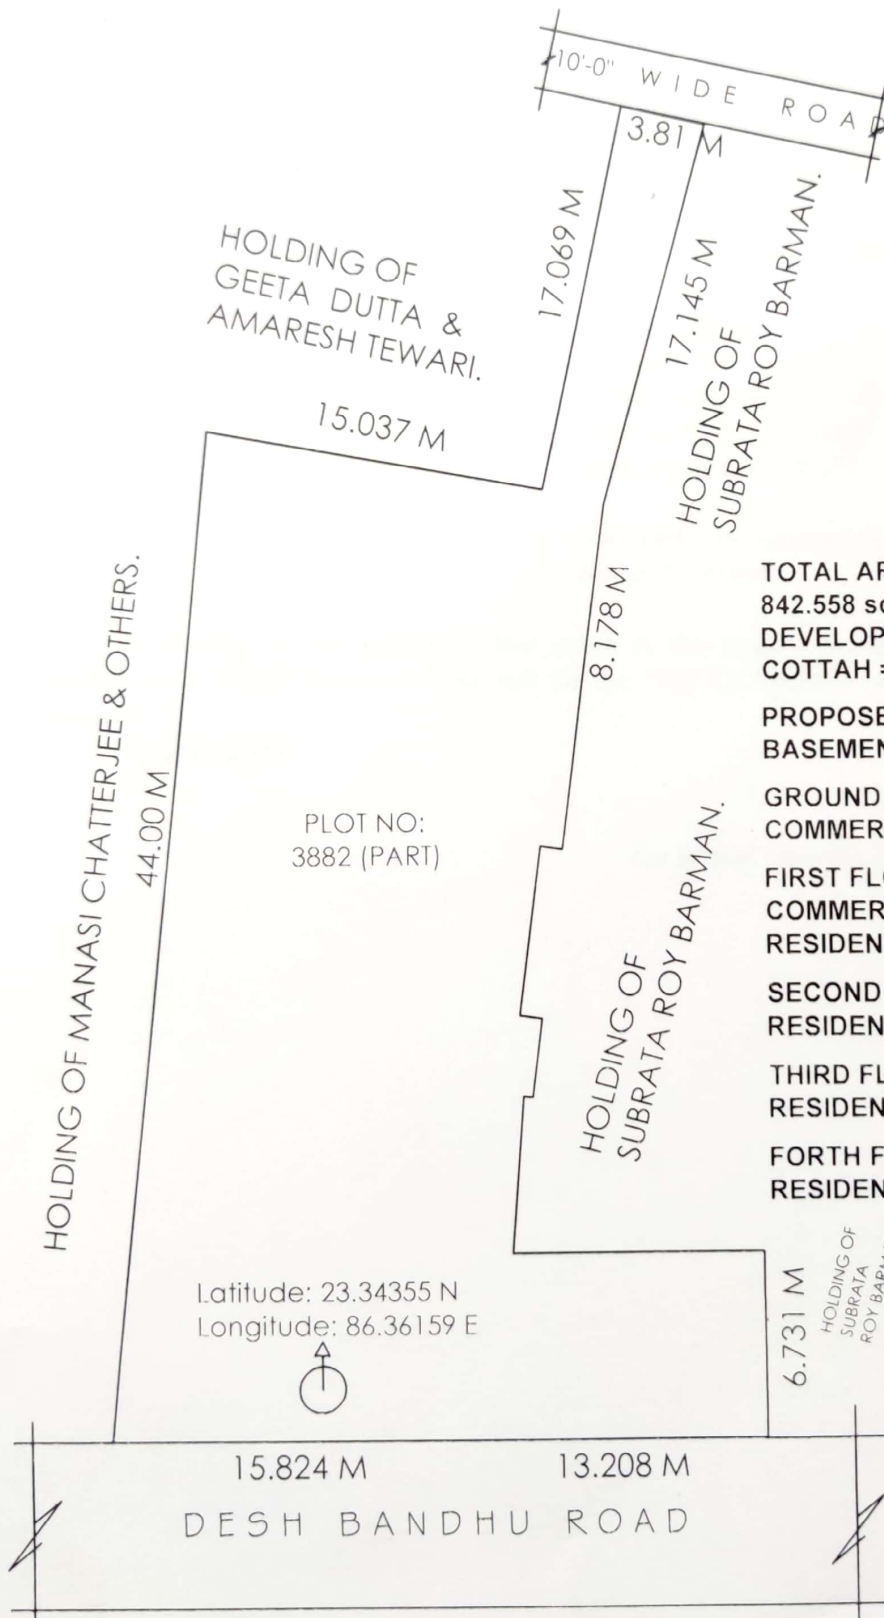 10'-0" WIDE ROAD
3.81 M
17.069 M
17.145 M
HOLDING OF
GEETA DUTTA &
AMARESH TEWARI.
HOLDING OF
SUBRATA ROY BARMAN.
15.037 M
8.178 M
HOLDING OF MANASI CHATTERJEE & OTHERS.
44.00 M
PLOT NO:
3882 (PART)
HOLDING OF
SUBRATA ROY BARMAN.
TOTAL AR
842.558 sq
DEVELOP
COTTAH =
PROPOSE
BASEMEN
GROUND
COMMER
FIRST FLO
COMMER
RESIDEN
SECOND
RESIDEN
THIRD FL
RESIDEN
FORTH F
RESIDEN
Latitude: 23.34355 N
Longitude: 86.36159 E
6.731 M
HOLDING OF
SUBRATA
ROY BARMA
15.824 M 13.208 M
DESH BANDHU ROAD